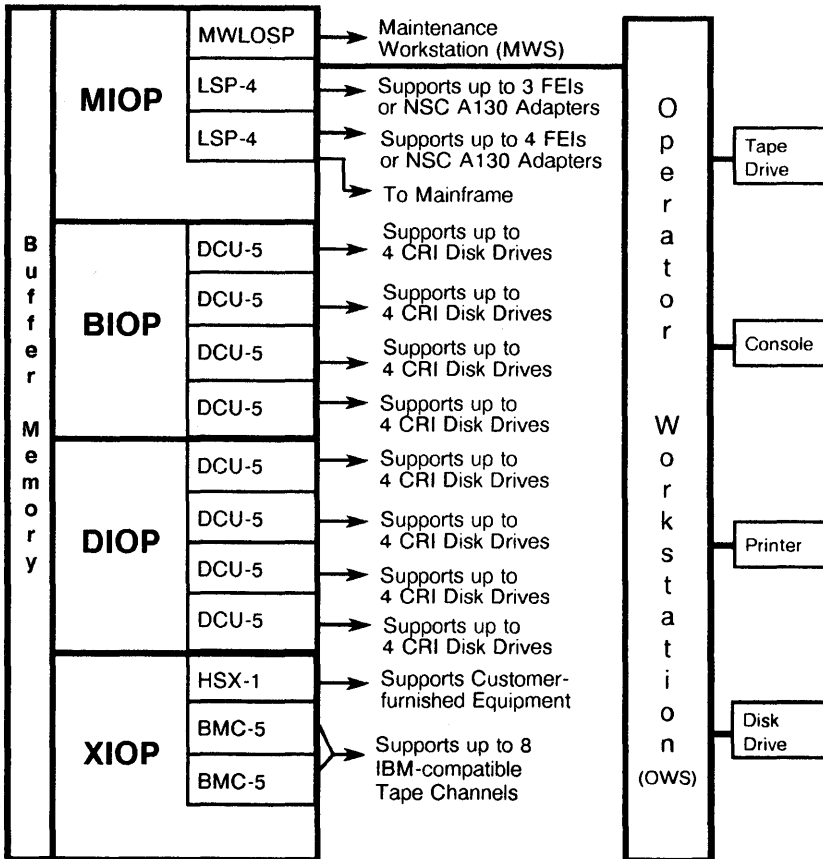 Buffer Memory
MIOP
MWLOSP
Maintenance
Workstation (MWS)
LSP-4
Supports up to 3 FEIs
or NSC A130 Adapters
LSP-4
Supports up to 4 FEIs
or NSC A130 Adapters
To Mainframe
BIOP
DCU-5
Supports up to
4 CRI Disk Drives
DCU-5
Supports up to
4 CRI Disk Drives
DCU-5
Supports up to
4 CRI Disk Drives
DCU-5
Supports up to
4 CRI Disk Drives
DIOP
DCU-5
Supports up to
4 CRI Disk Drives
DCU-5
Supports up to
4 CRI Disk Drives
DCU-5
Supports up to
4 CRI Disk Drives
DCU-5
Supports up to
4 CRI Disk Drives
XIOP
HSX-1
Supports Customer-
furnished Equipment
BMC-5
BMC-5
Supports up to 8
IBM-compatible
Tape Channels
Operator Workstation
(OWS)
Tape
Drive
Console
Printer
Disk
Drive